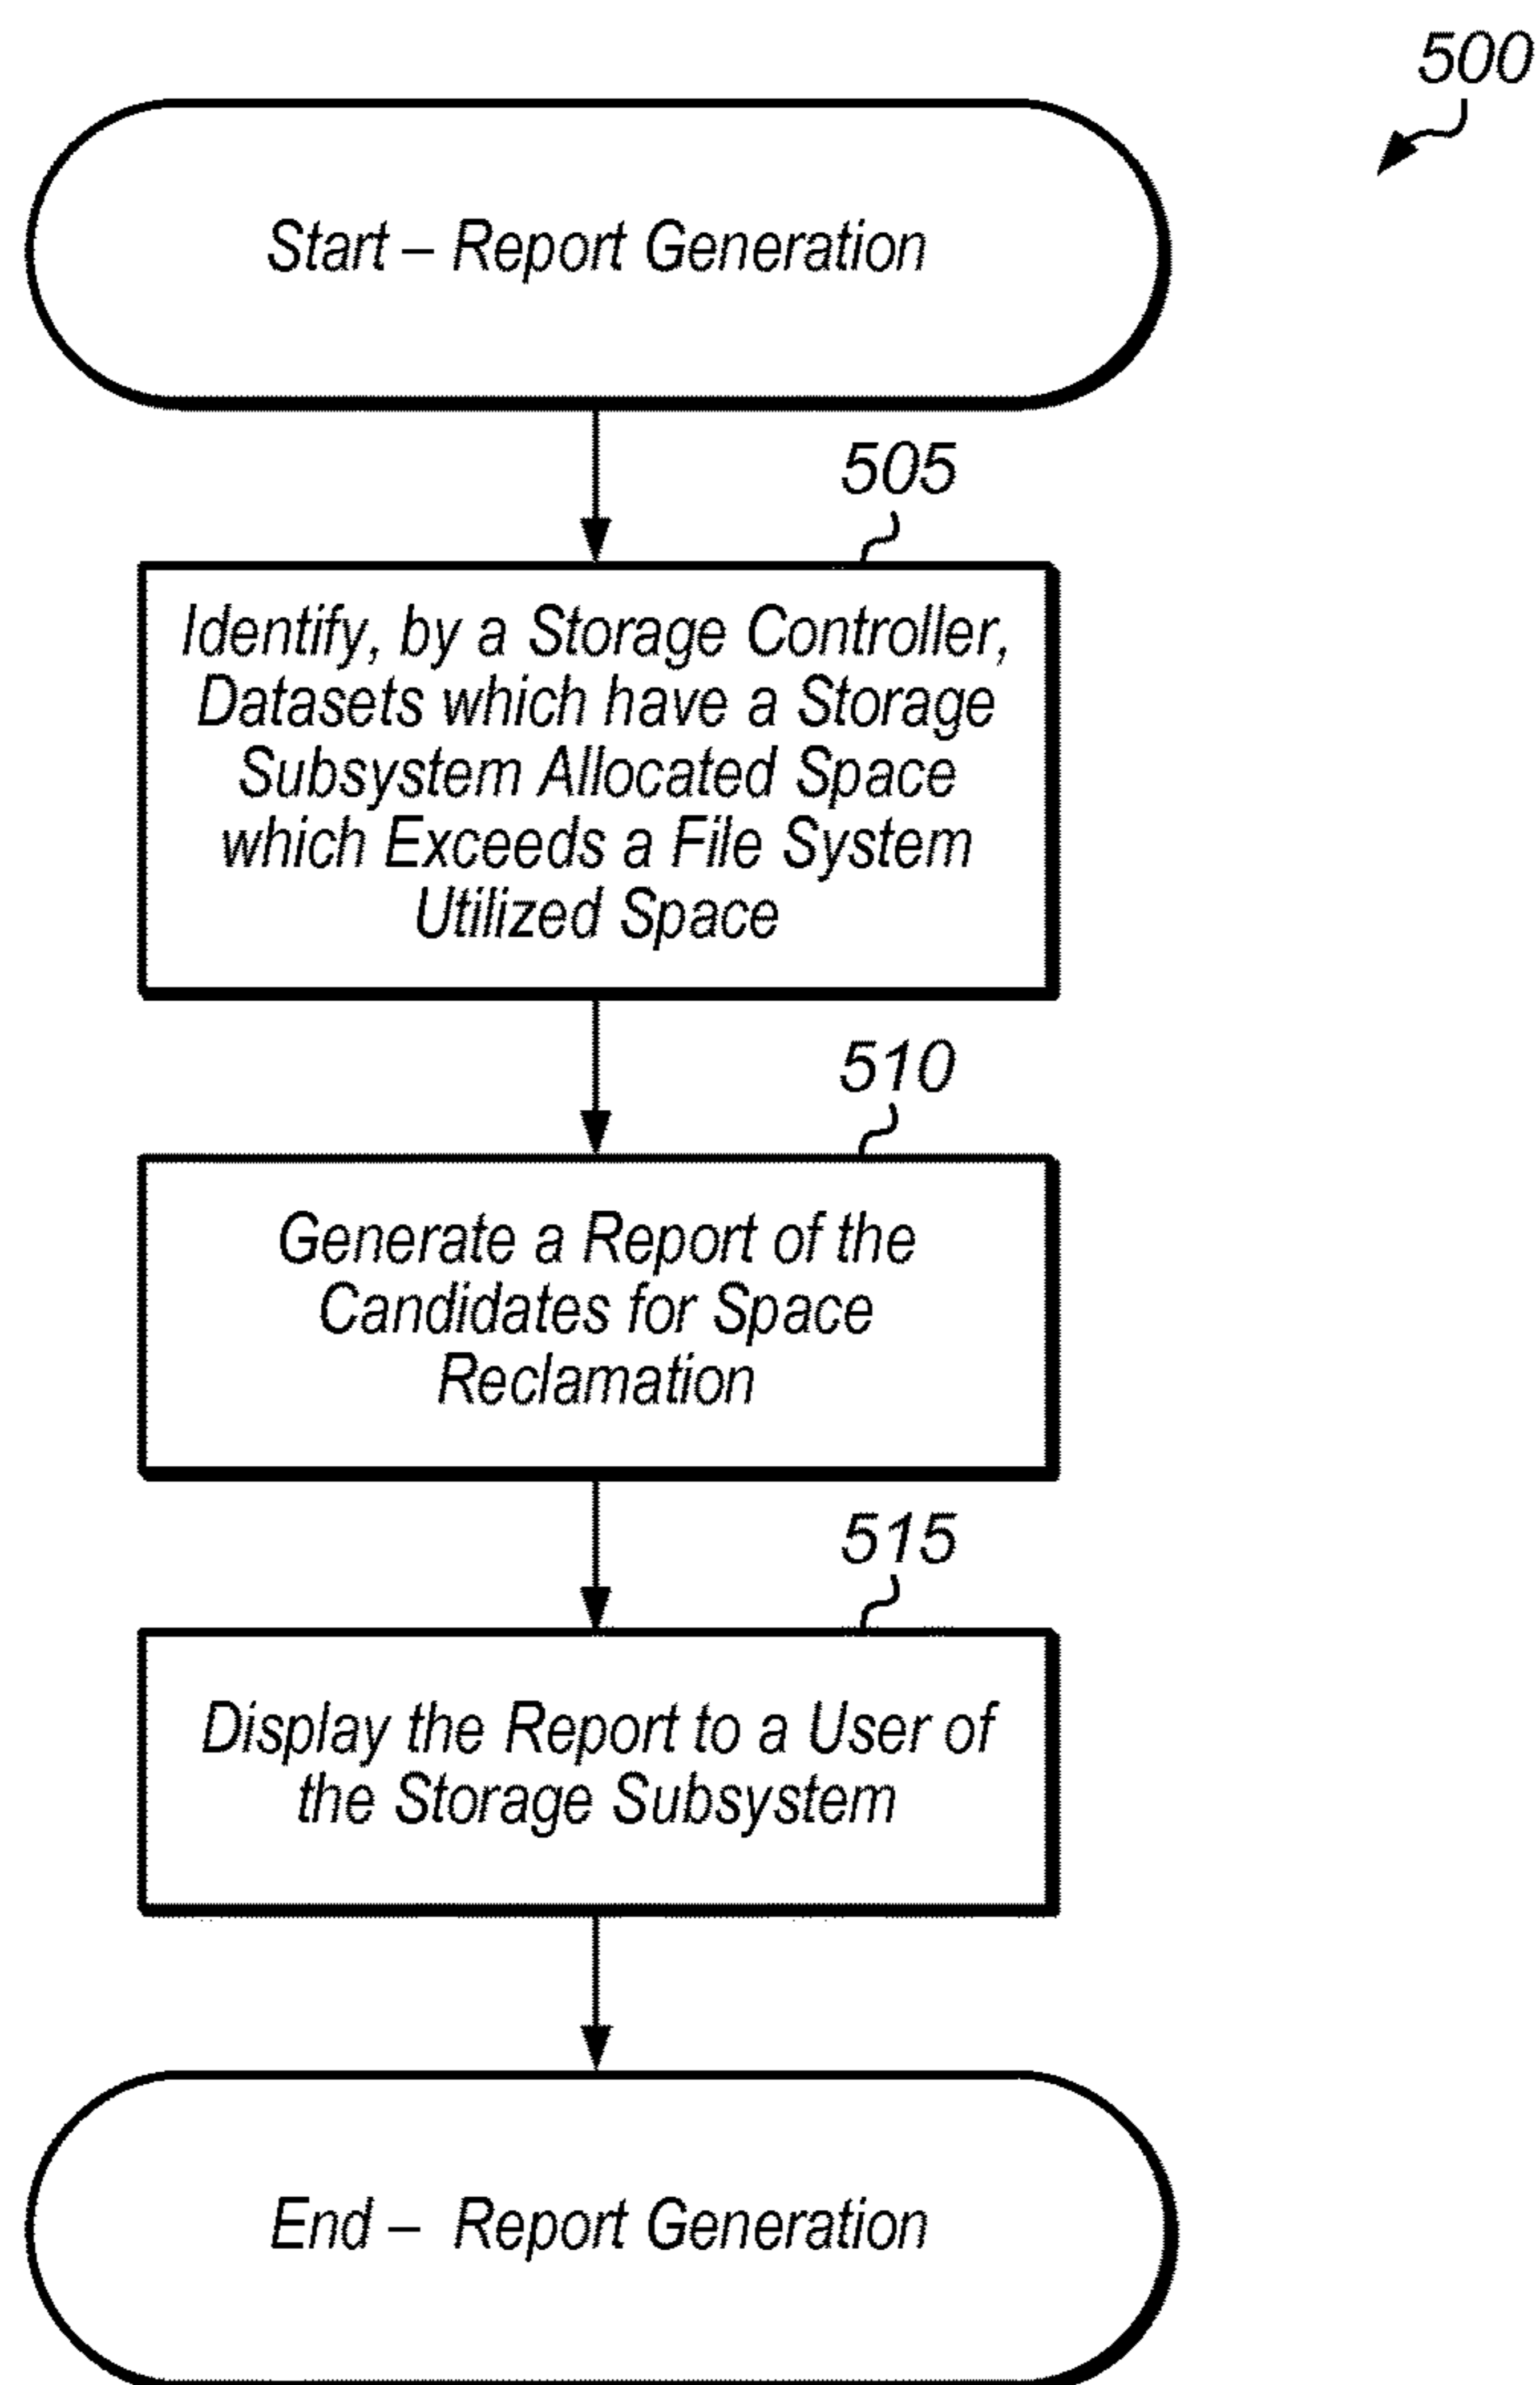 500
Start – Report Generation
505
Identify, by a Storage Controller,
Datasets which have a Storage
Subsystem Allocated Space
which Exceeds a File System
Utilized Space
510
Generate a Report of the
Candidates for Space
Reclamation
515
Display the Report to a User of
the Storage Subsystem
End – Report Generation